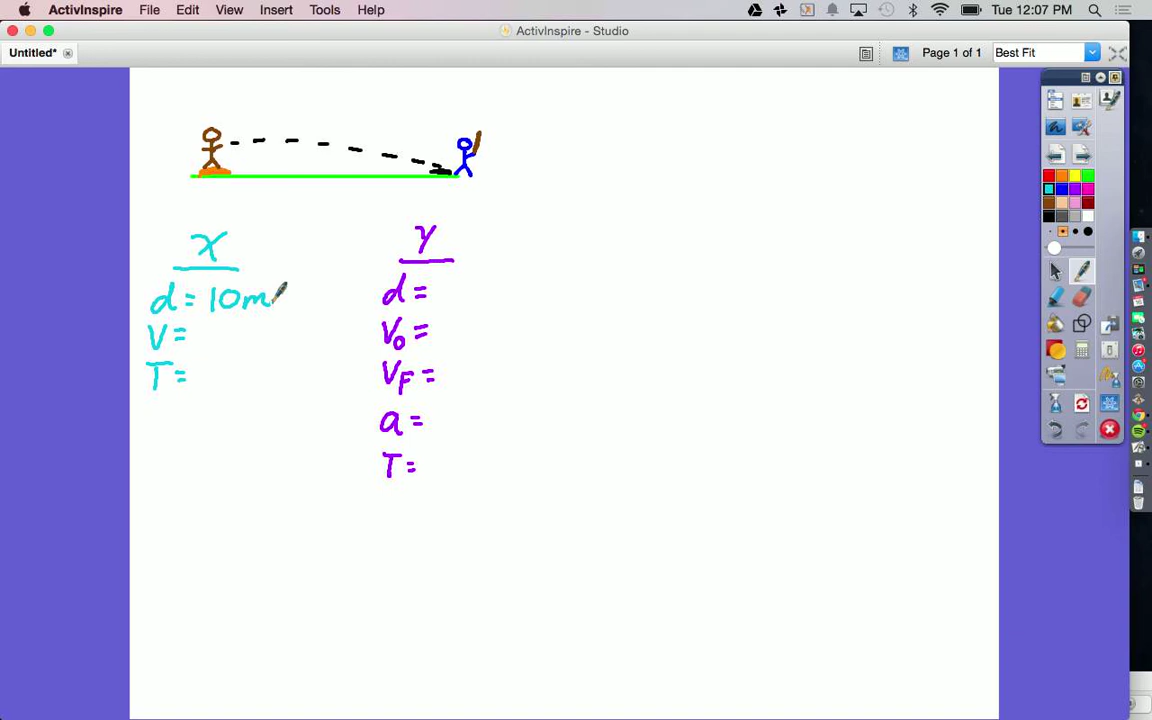 ActivInspire File Edit View Insert Tools Help Tue 12:07 PM
ActivInspire - Studio
Untitled* Page 1 of 1 Best Fit
x
d = 10m
V =
T =
y
d =
V₀ =
V_F =
a =
T =